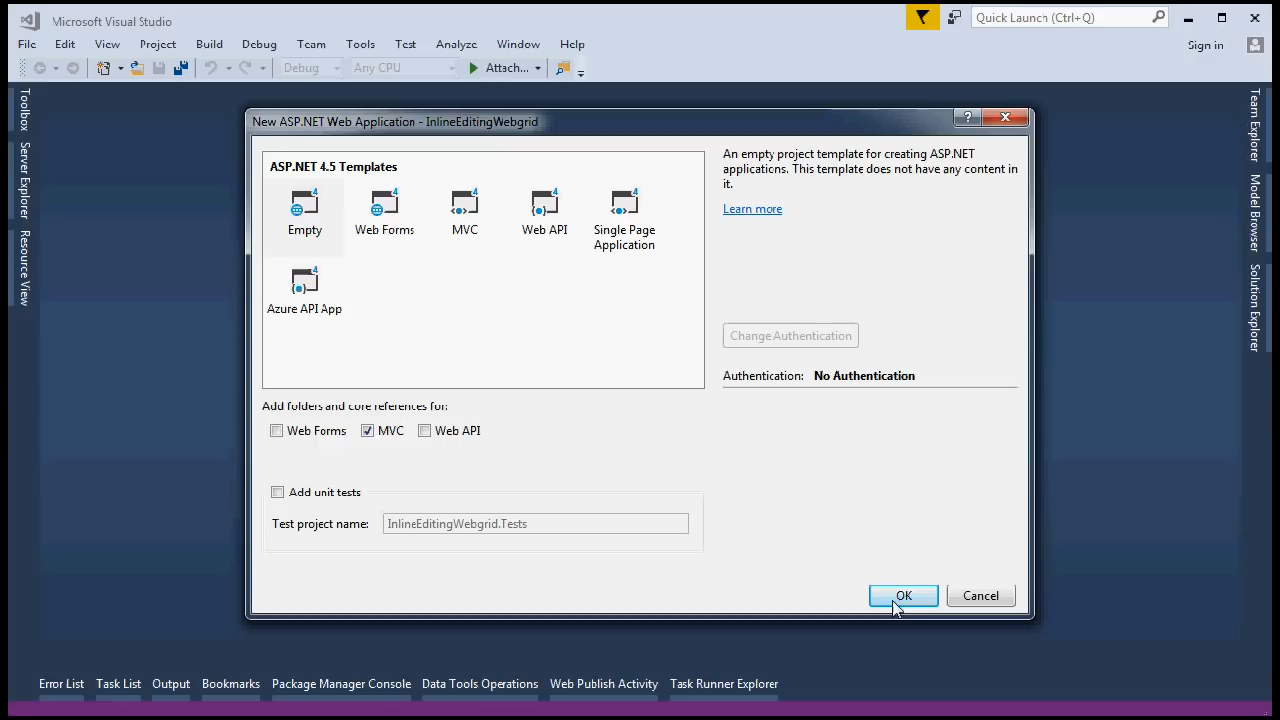 Microsoft Visual Studio
Quick Launch (Ctrl+Q)
File Edit View Project Build Debug Team Tools Test Analyze Window Help
Sign in
Debug Any CPU Attach...
Toolbox
Server Explorer
Resource View
Team Explorer
Model Browser
Solution Explorer
New ASP.NET Web Application - InlineEditingWebgrid
?
ASP.NET 4.5 Templates
4 4 4 4 4
Empty Web Forms MVC Web API Single Page
Application
4
Azure API App
An empty project template for creating ASP.NET
applications. This template does not have any content in
it.
Learn more
Change Authentication
Authentication: No Authentication
Add folders and core references for:
Web Forms MVC Web API
Add unit tests
Test project name: InlineEditingWebgrid.Tests
OK Cancel
Error List Task List Output Bookmarks Package Manager Console Data Tools Operations Web Publish Activity Task Runner Explorer